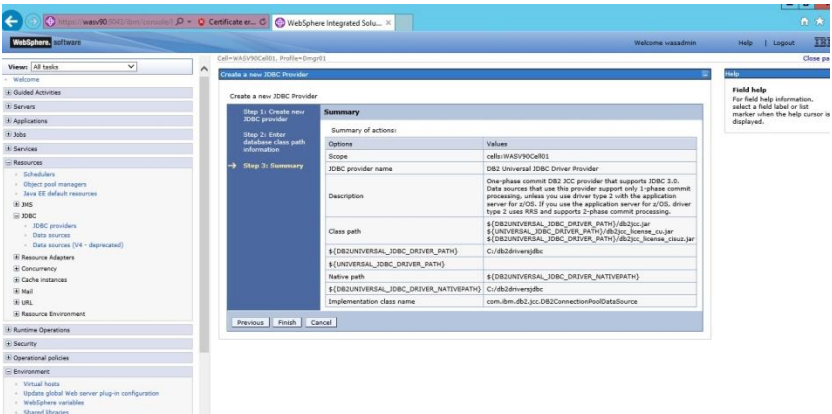 https://wasv90:9043/ibm/console/l
Certificate er...
WebSphere Integrated Solu...
WebSphere. software
Welcome wasadmin
Help | Logout
IBM
Cell=WASV90Cell01, Profile=Dmgr01
Close pa
View: All tasks
Welcome
Guided Activities
Servers
Applications
Jobs
Services
Resources
Schedulers
Object pool managers
Java EE default resources
JMS
JDBC
JDBC providers
Data sources
Data sources (V4 - deprecated)
Resource Adapters
Concurrency
Cache instances
Mail
URL
Resource Environment
Runtime Operations
Security
Operational policies
Environment
Virtual hosts
Update global Web server plug-in configuration
WebSphere variables
Shared libraries
Create a new JDBC Provider
Create a new JDBC Provider
Step 1: Create new
JDBC provider
Step 2: Enter
database class path
information
Step 3: Summary
Summary
Summary of actions:
Options Values
Scope cells:WASV90Cell01
JDBC provider name DB2 Universal JDBC Driver Provider
Description
One-phase commit DB2 JCC provider that supports JDBC 3.0.
Data sources that use this provider support only 1-phase commit
processing, unless you use driver type 2 with the application
server for z/OS. If you use the application server for z/OS, driver
type 2 uses RRS and supports 2-phase commit processing.
Class path
${DB2UNIVERSAL_JDBC_DRIVER_PATH}/db2jcc.jar
${UNIVERSAL_JDBC_DRIVER_PATH}/db2jcc_license_cu.jar
${DB2UNIVERSAL_JDBC_DRIVER_PATH}/db2jcc_license_cisuz.jar
${DB2UNIVERSAL_JDBC_DRIVER_PATH} C:/db2driversjdbc
${UNIVERSAL_JDBC_DRIVER_PATH}
Native path ${DB2UNIVERSAL_JDBC_DRIVER_NATIVEPATH}
${DB2UNIVERSAL_JDBC_DRIVER_NATIVEPATH} C:/db2driversjdbc
Implementation class name com.ibm.db2.jcc.DB2ConnectionPoolDataSource
Previous Finish Cancel
Help
Field help
For field help information,
select a field label or list
marker when the help cursor is
displayed.